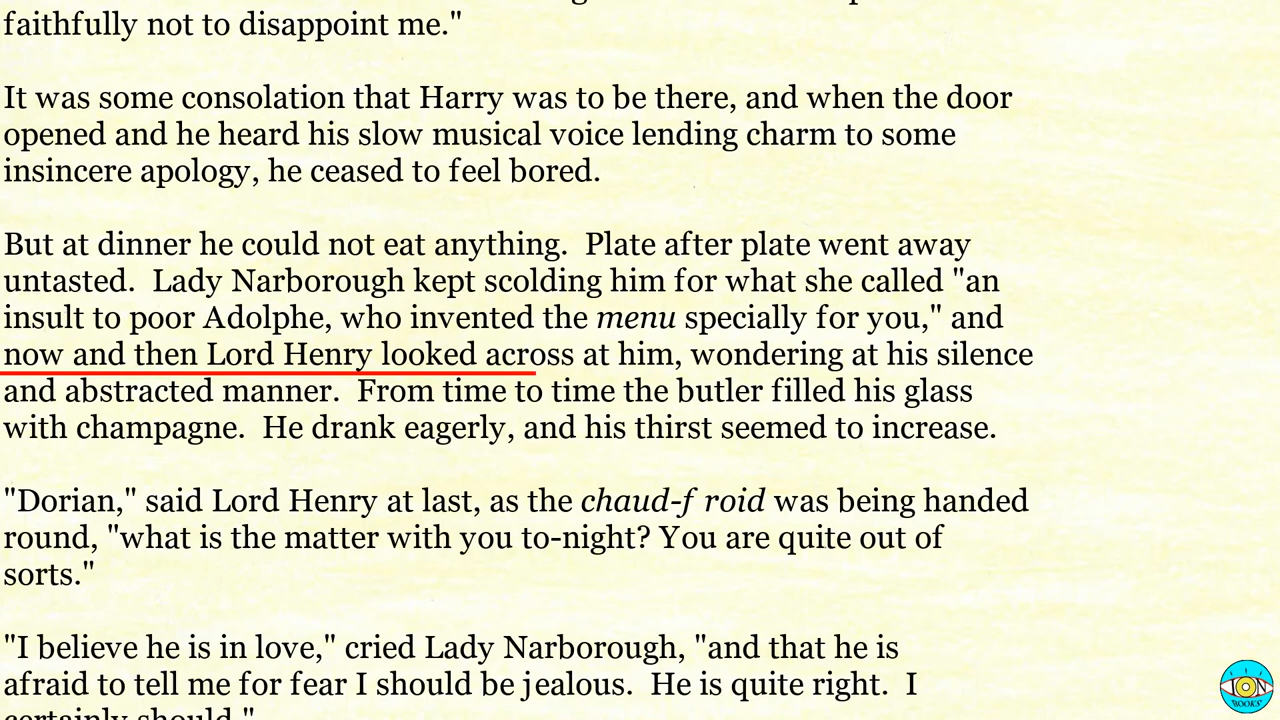 faithfully not to disappoint me."
It was some consolation that Harry was to be there, and when the door
opened and he heard his slow musical voice lending charm to some
insincere apology, he ceased to feel bored.
But at dinner he could not eat anything.  Plate after plate went away
untasted.  Lady Narborough kept scolding him for what she called "an
insult to poor Adolphe, who invented the menu specially for you," and
now and then Lord Henry looked across at him, wondering at his silence
and abstracted manner.  From time to time the butler filled his glass
with champagne.  He drank eagerly, and his thirst seemed to increase.
"Dorian," said Lord Henry at last, as the chaud-f roid was being handed
round, "what is the matter with you to-night? You are quite out of
sorts."
"I believe he is in love," cried Lady Narborough, "and that he is
afraid to tell me for fear I should be jealous.  He is quite right.  I
certainly should."
ION
BOOKS